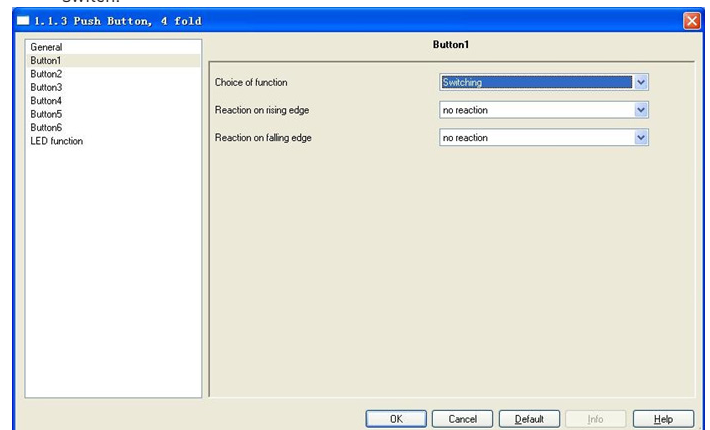 switch.
1.1.3 Push Button, 4 fold
General
Button1
Button2
Button3
Button4
Button5
Button6
LED function
Button1
Choice of function Switching
Reaction on rising edge no reaction
Reaction on falling edge no reaction
OK Cancel Default Info Help